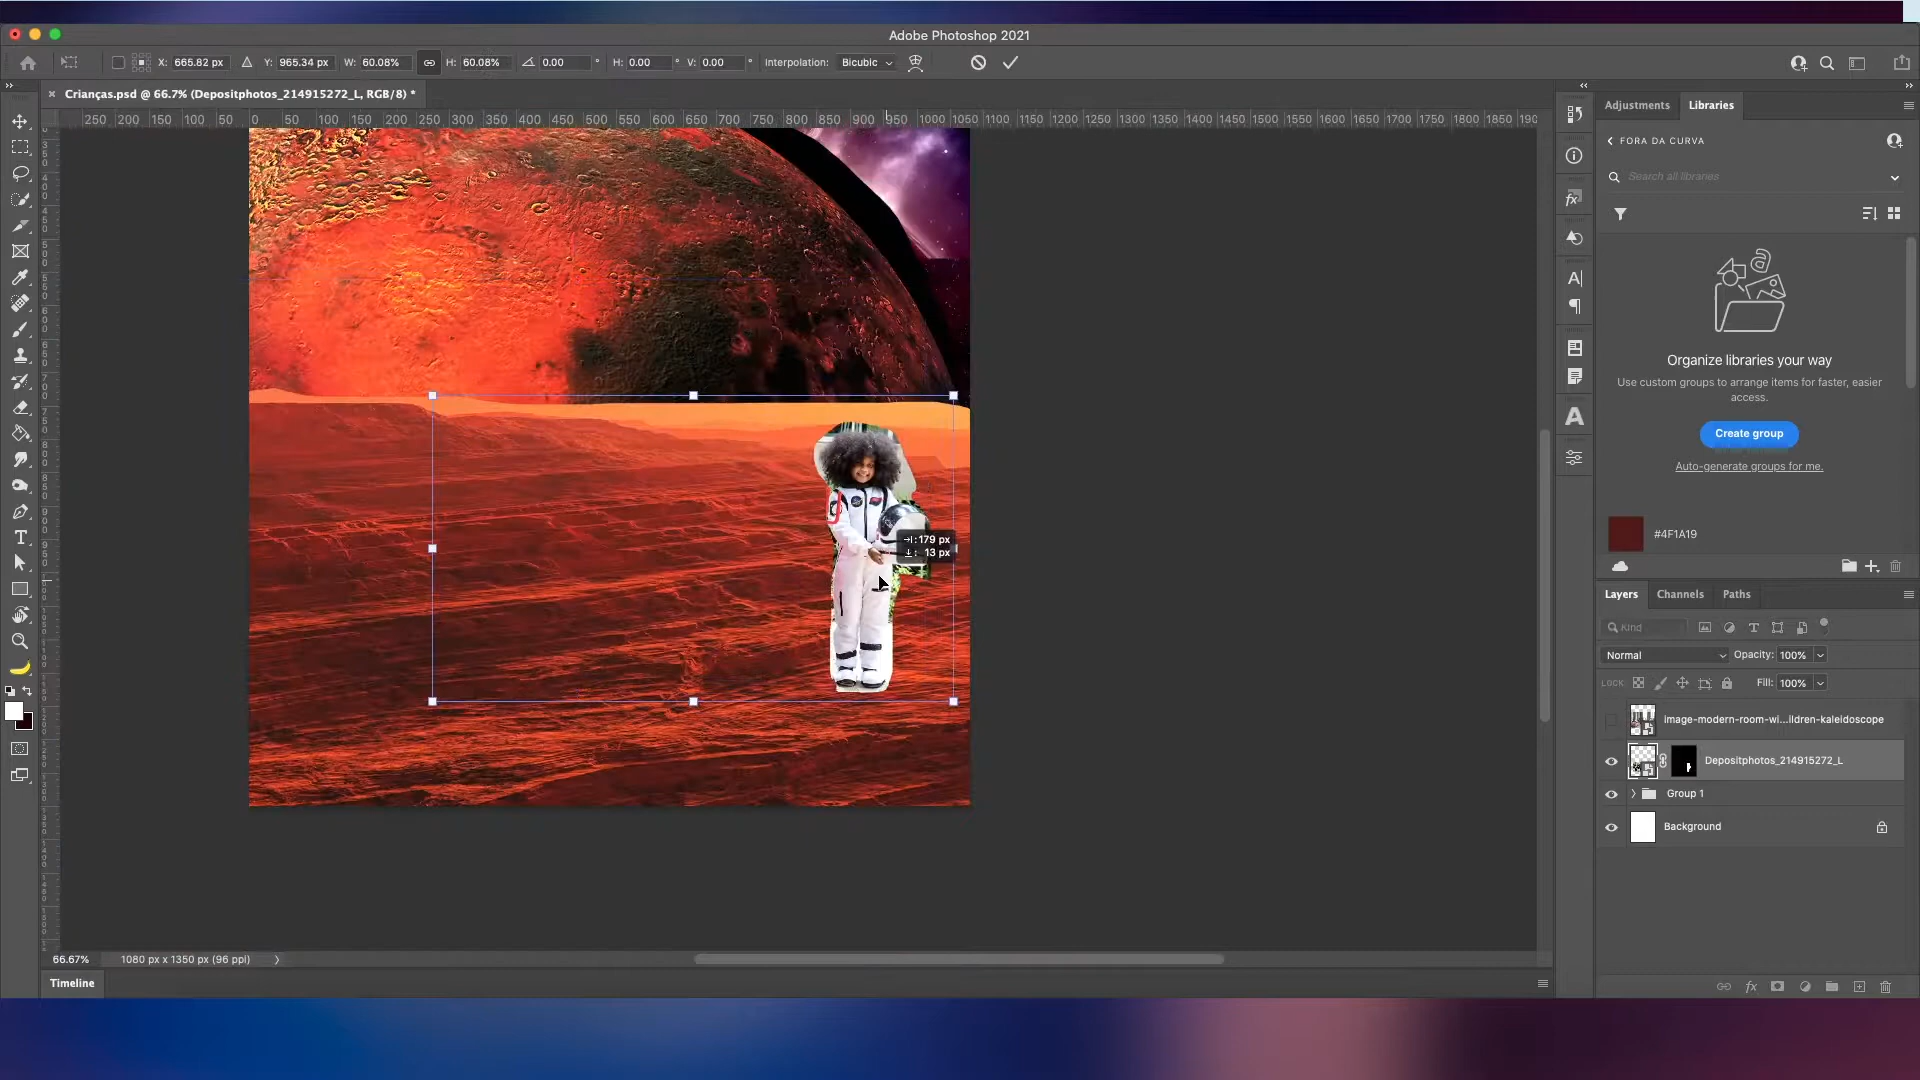 Adobe Photoshop 2021
X: 665.82 px Y: 965.34 px W: 60.08% H: 60.08% 0.00 ° H: 0.00 ° V: 0.00 ° Interpolation: Bicubic
Crianças.psd @ 66.7% (Depositphotos_214915272_L, RGB/8) *
250 200 150 100 50 0 50 100 150 200 250 300 350 400 450 500 550 600 650 700 750 800 850 900 950 1000 1050 1100 1150 1200 1250 1300 1350 1400 1450 1500 1550 1600 1650 1700 1750 1800 1850 190
Adjustments Libraries
FORA DA CURVA
Search all libraries
Organize libraries your way
Use custom groups to arrange items for faster, easier
access.
Create group
Auto-generate groups for me.
#4F1A19
: 179 px
: 13 px
Layers Channels Paths
Kind
Normal Opacity: 100%
LOCK: Fill: 100%
image-modern-room-wi...ildren-kaleidoscope
Depositphotos_214915272_L
Group 1
Background
66.67% 1080 px x 1350 px (96 ppi)
Timeline